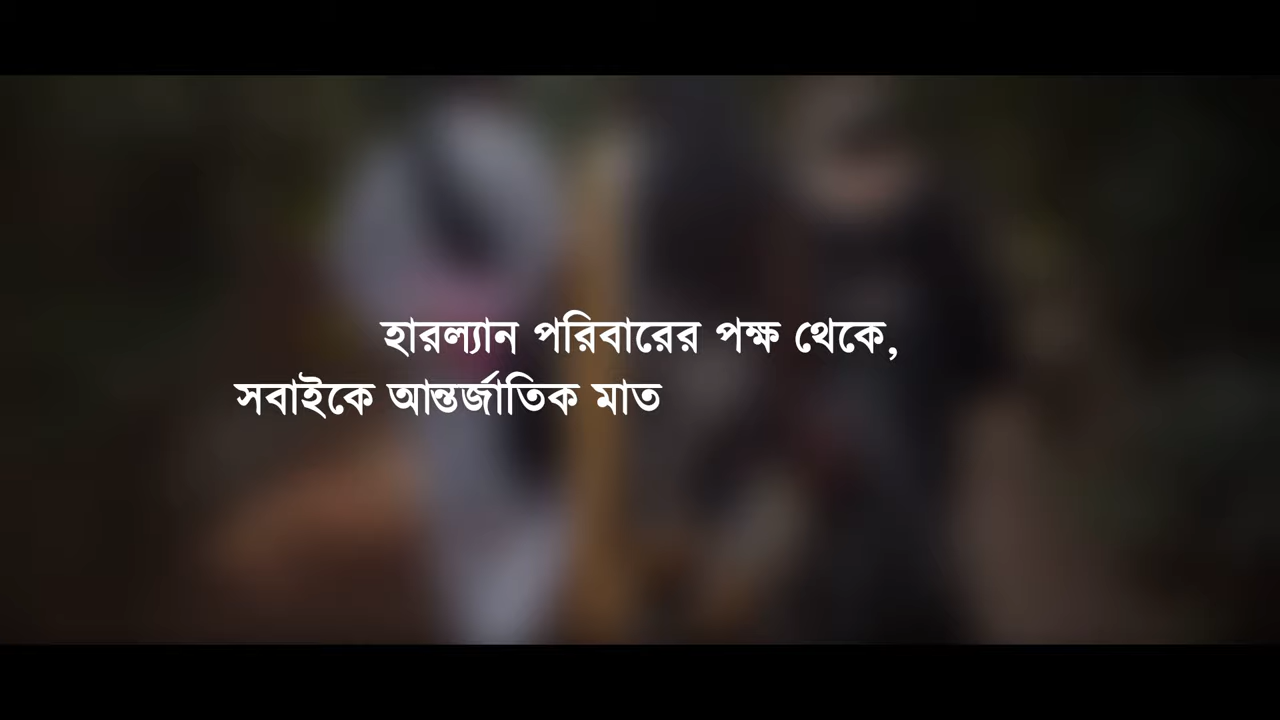 হারল্যান পরিবারের পক্ষ থেকে,
সবাইকে আন্তর্জাতিক মাত